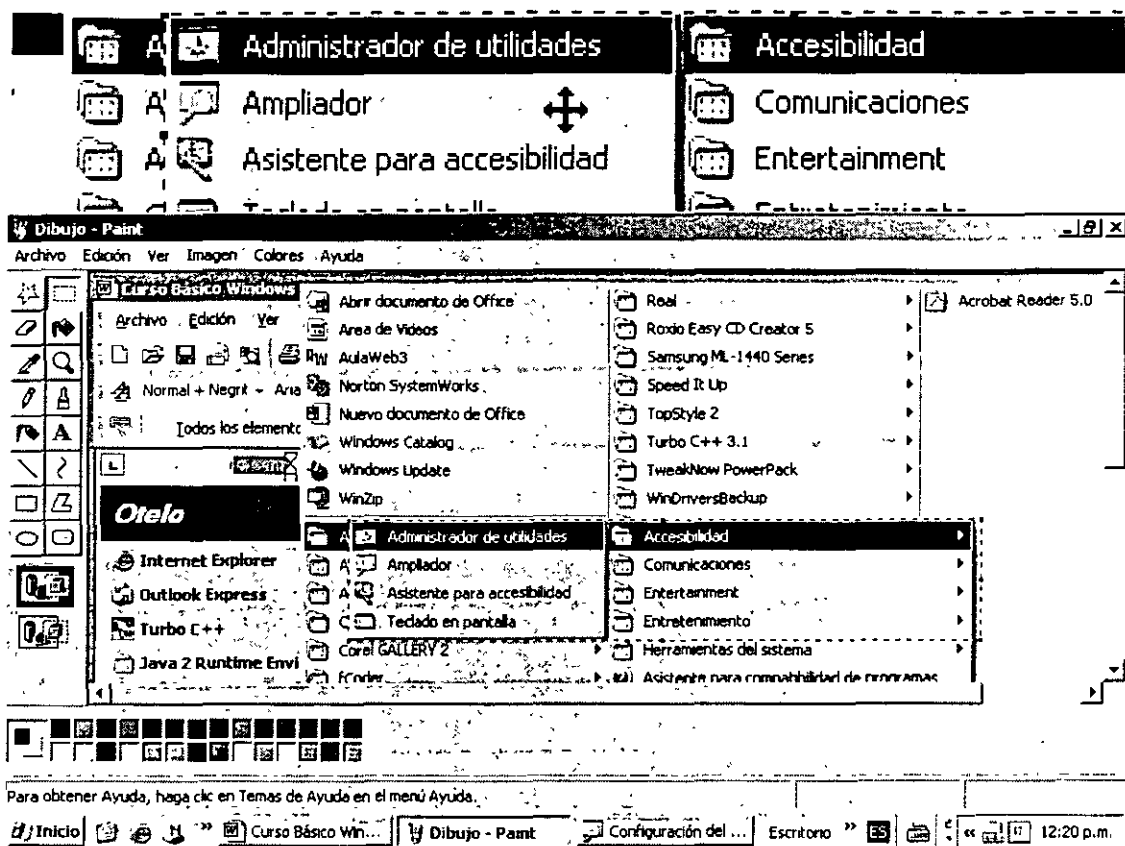 A Administrador de utilidades Accesibilidad
A Ampliador Comunicaciones
A Asistente para accesibilidad Entertainment
Teclado en pantalla Entretenimiento
Dibujo - Paint
Archivo Edición Ver Imagen Colores Ayuda
Curso Básico Windows Abrir documento de Office Real Acrobat Reader 5.0
Archivo Edición Ver Area de Videos Roxio Easy CD Creator 5
AulaWeb3 Samsung ML-1440 Series
Normal + Negrit Aria Norton SystemWorks Speed It Up
Todos los elemento Nuevo documento de Office TopStyle 2
Windows Catalog Turbo C++ 3.1
L Windows Update TweakNow PowerPack
Otelo WinZip WinDriversBackup
A Administrador de utilidades Accesibilidad
Internet Explorer A Ampliador Comunicaciones
Outlook Express A Asistente para accesibilidad Entertainment
Turbo C++ C Teclado en pantalla Entretenimiento
Java 2 Runtime Envi Corel GALLERY 2 Herramientas del sistema
fCoder Asistente para compatibilidad de programas
Para obtener Ayuda, haga clic en Temas de Ayuda en el menú Ayuda.
Inicio » Curso Básico Win... Dibujo - Paint Configuración del ... Escritorio » ES « 17 12:20 p.m.